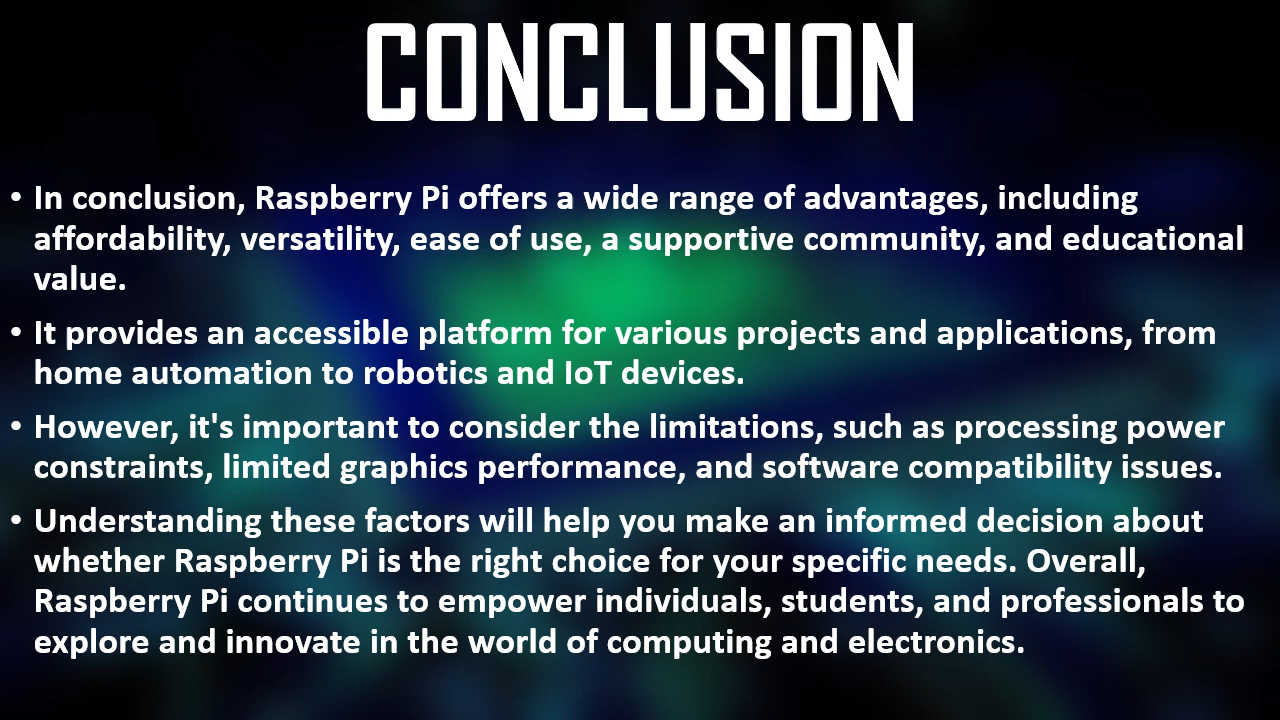 CONCLUSION
• In conclusion, Raspberry Pi offers a wide range of advantages, including
affordability, versatility, ease of use, a supportive community, and educational
value.
• It provides an accessible platform for various projects and applications, from
home automation to robotics and IoT devices.
• However, it's important to consider the limitations, such as processing power
constraints, limited graphics performance, and software compatibility issues.
• Understanding these factors will help you make an informed decision about
whether Raspberry Pi is the right choice for your specific needs. Overall,
Raspberry Pi continues to empower individuals, students, and professionals to
explore and innovate in the world of computing and electronics.